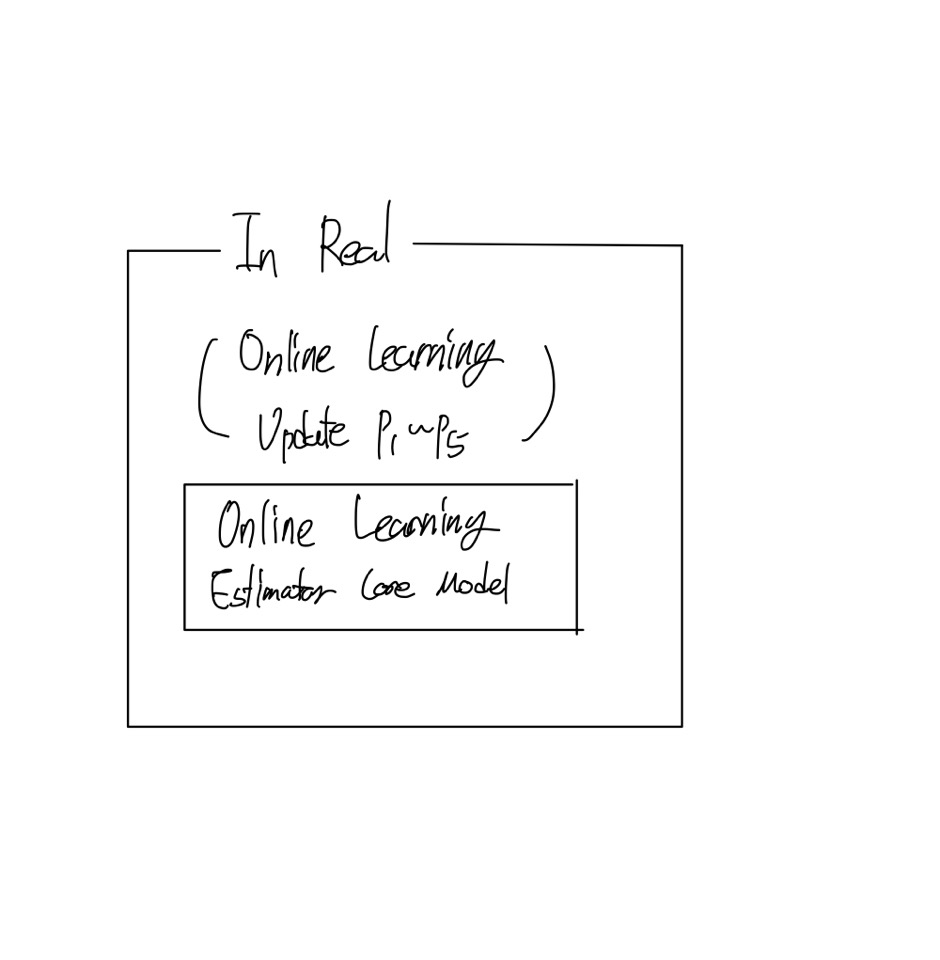 In Real
(Online Learning
Update P1~P5)
Online Learning
Estimator Core Model